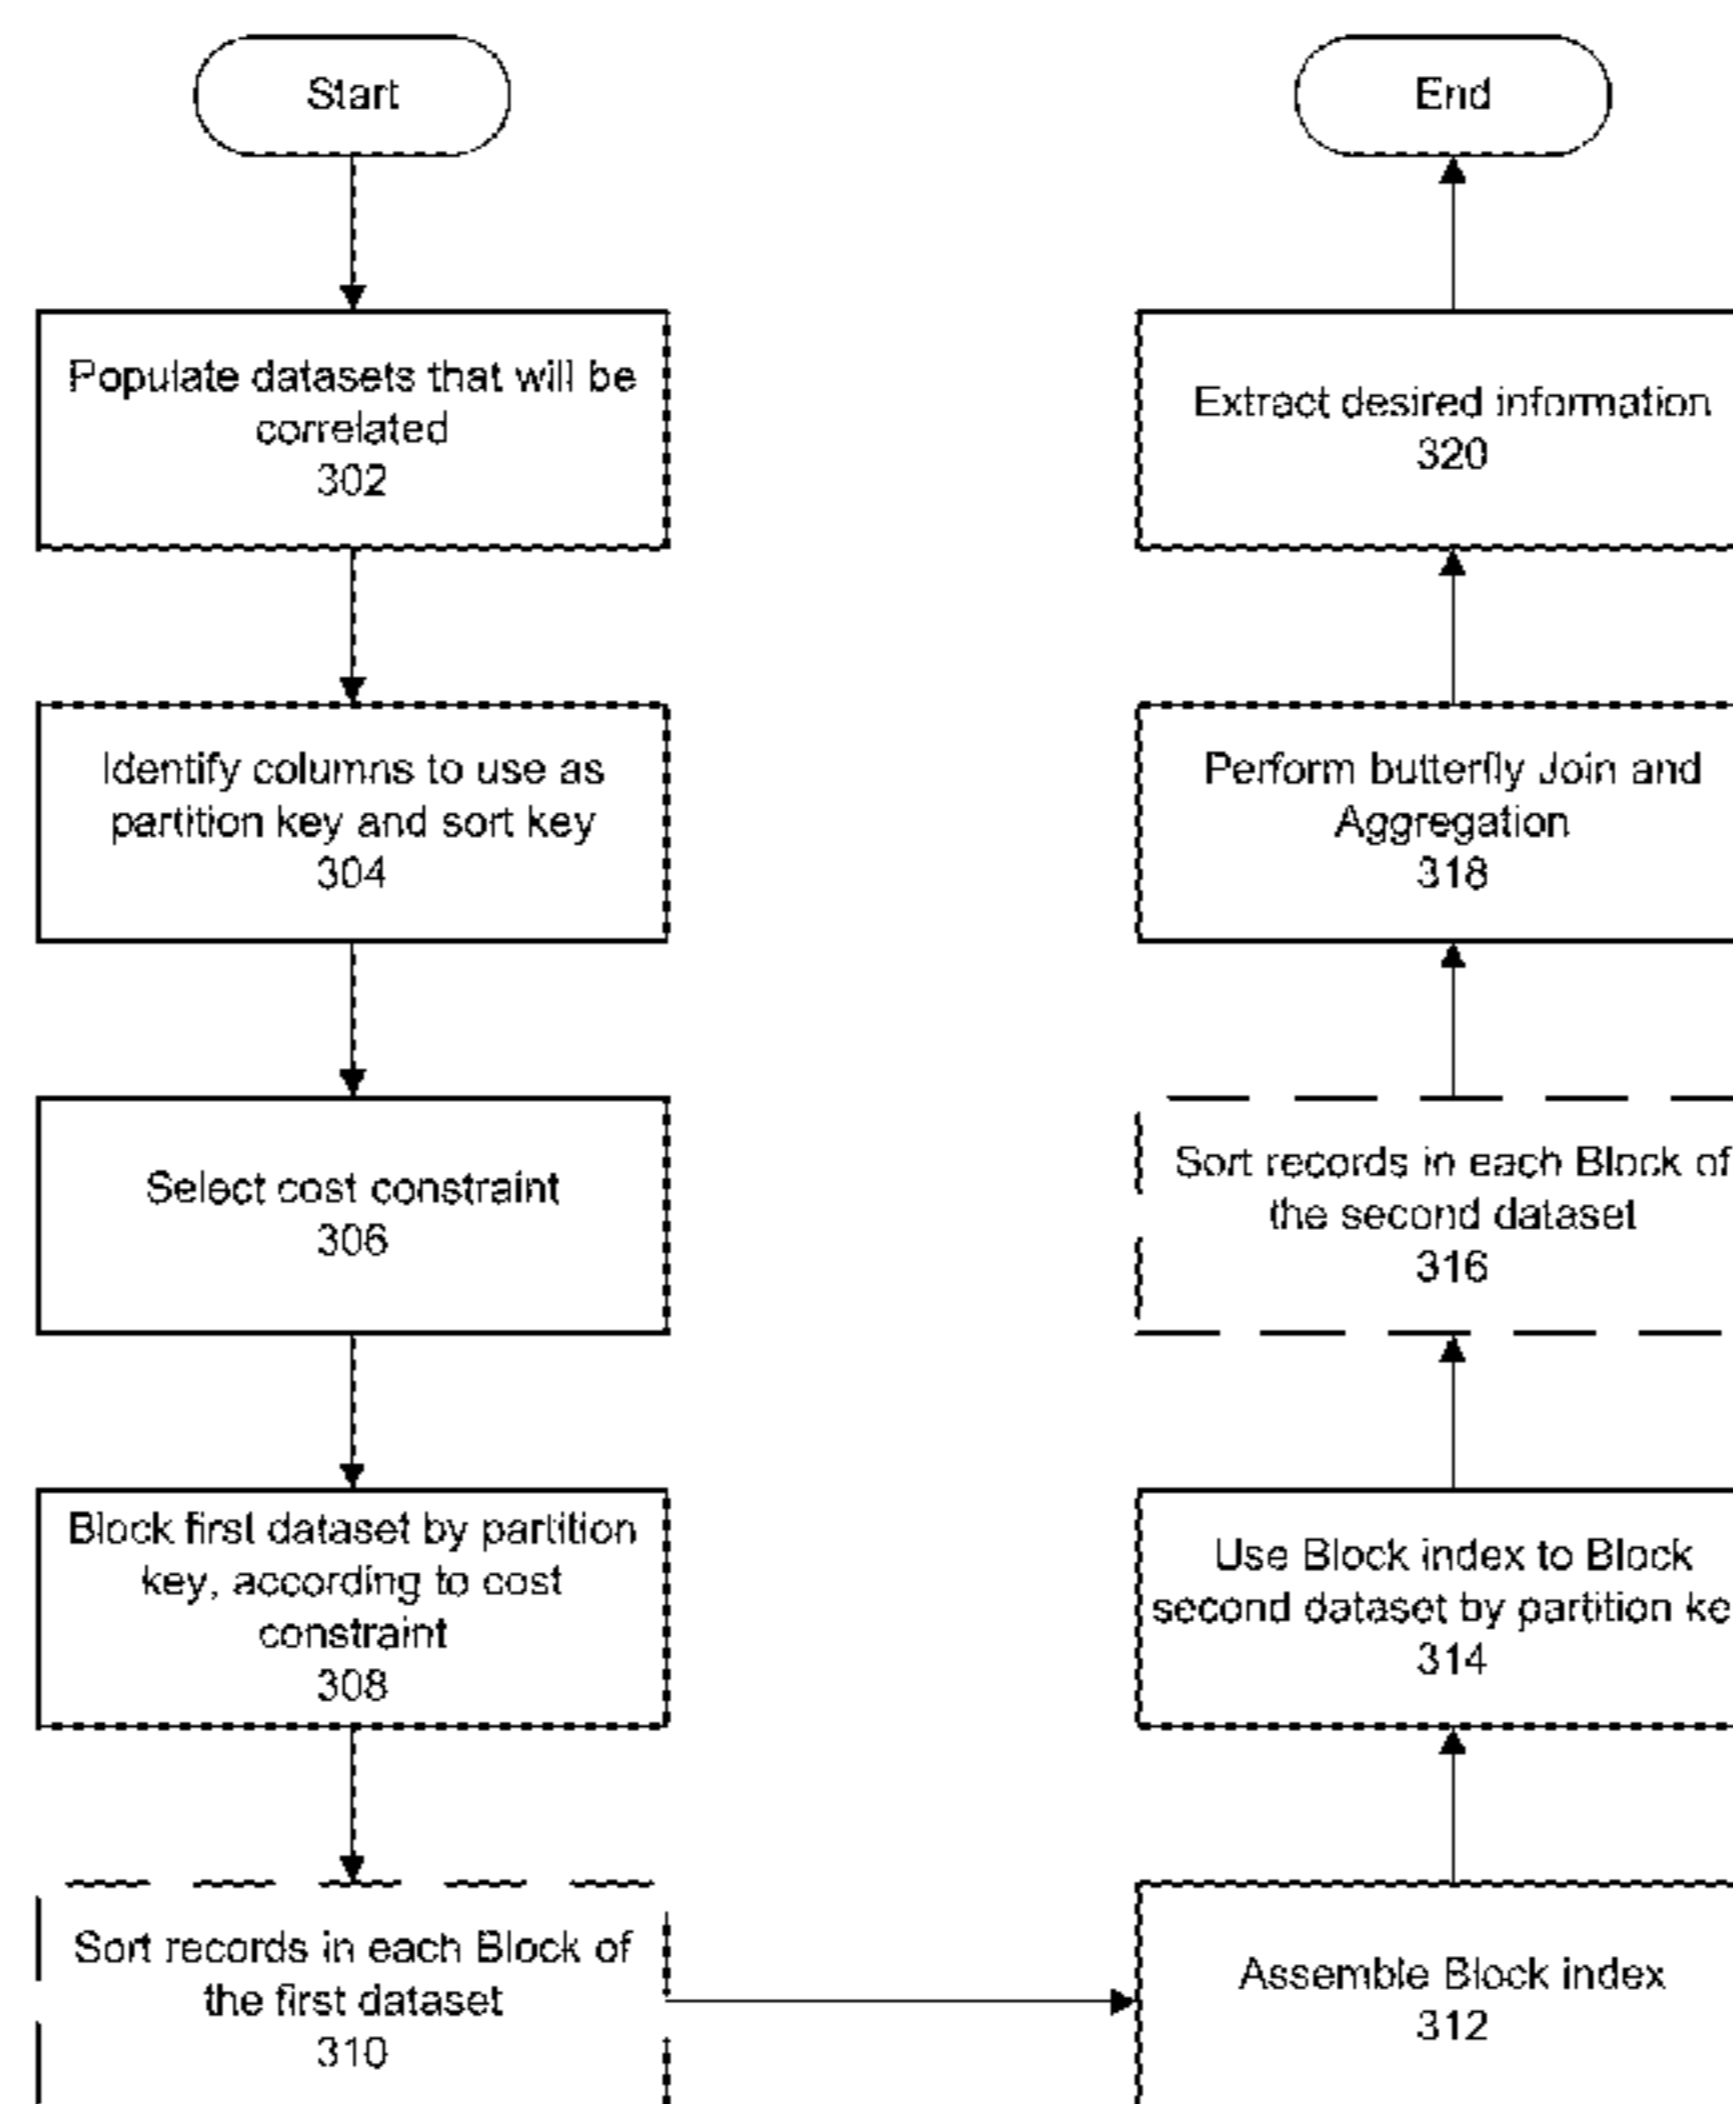 Start
Populate datasets that will be
correlated
302
Identify columns to use as
partition key and sort key
304
Select cost constraint
306
Block first dataset by partition
key, according to cost
constraint
308
Sort records in each Block of
the first dataset
310
Assemble Block index
312
Use Block index to Block
second dataset by partition
314
Sort records in each Block of
the second dataset
316
Perform butterfly Join and
Aggregation
318
Extract desired information
320
End